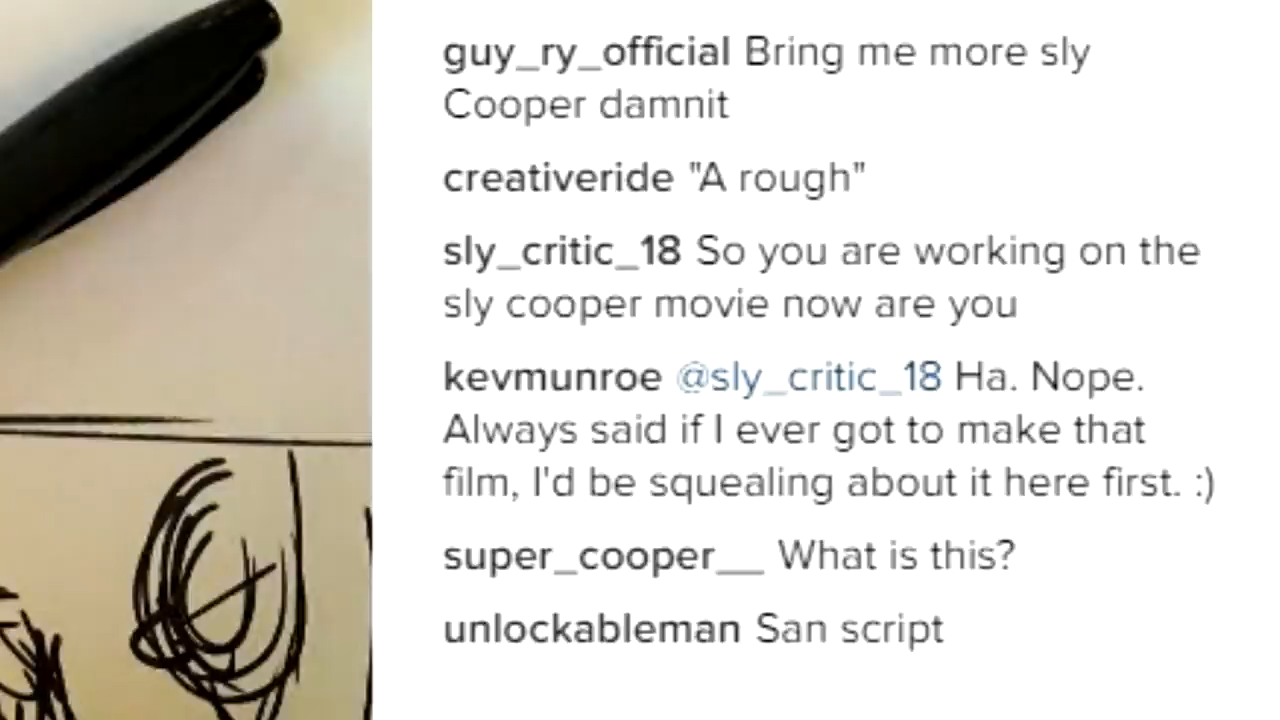 guy_ry_official Bring me more sly
Cooper damnit
creativeride "A rough"
sly_critic_18 So you are working on the
sly cooper movie now are you
kevmunroe @sly_critic_18 Ha. Nope.
Always said if I ever got to make that
film, I'd be squealing about it here first. :)
super_cooper__ What is this?
unlockableman San script